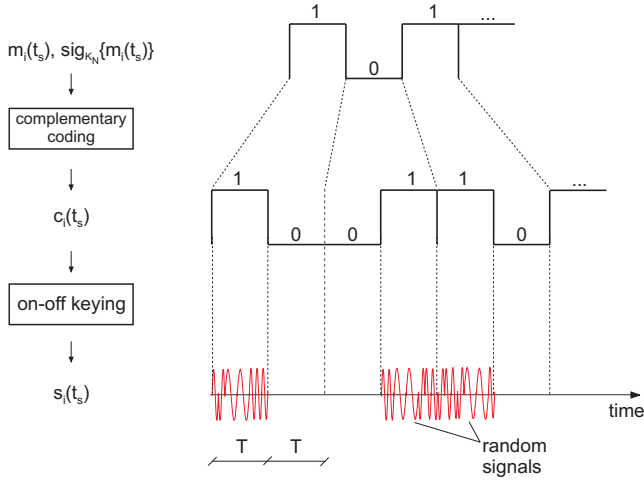 1 1 ...
0
m_i(t_s), sig_{K_N}{m_i(t_s)}
complementary
coding
1 1 1 ...
0 0 0
c_i(t_s)
on-off keying
s_i(t_s)
time
T T
random
signals